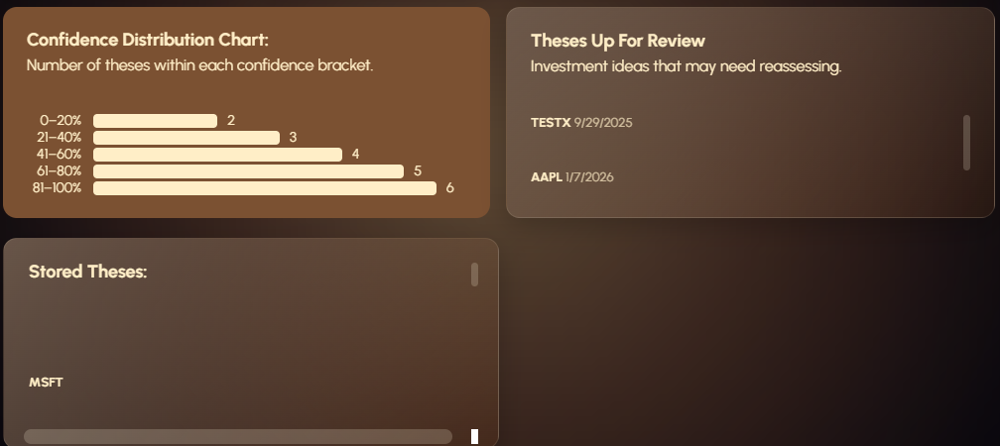 Confidence Distribution Chart:
Number of theses within each confidence bracket.
0–20% 2
21–40% 3
41–60% 4
61–80% 5
81–100% 6
Theses Up For Review
Investment ideas that may need reassessing.
TESTX 9/29/2025
AAPL 1/7/2026
Stored Theses:
MSFT